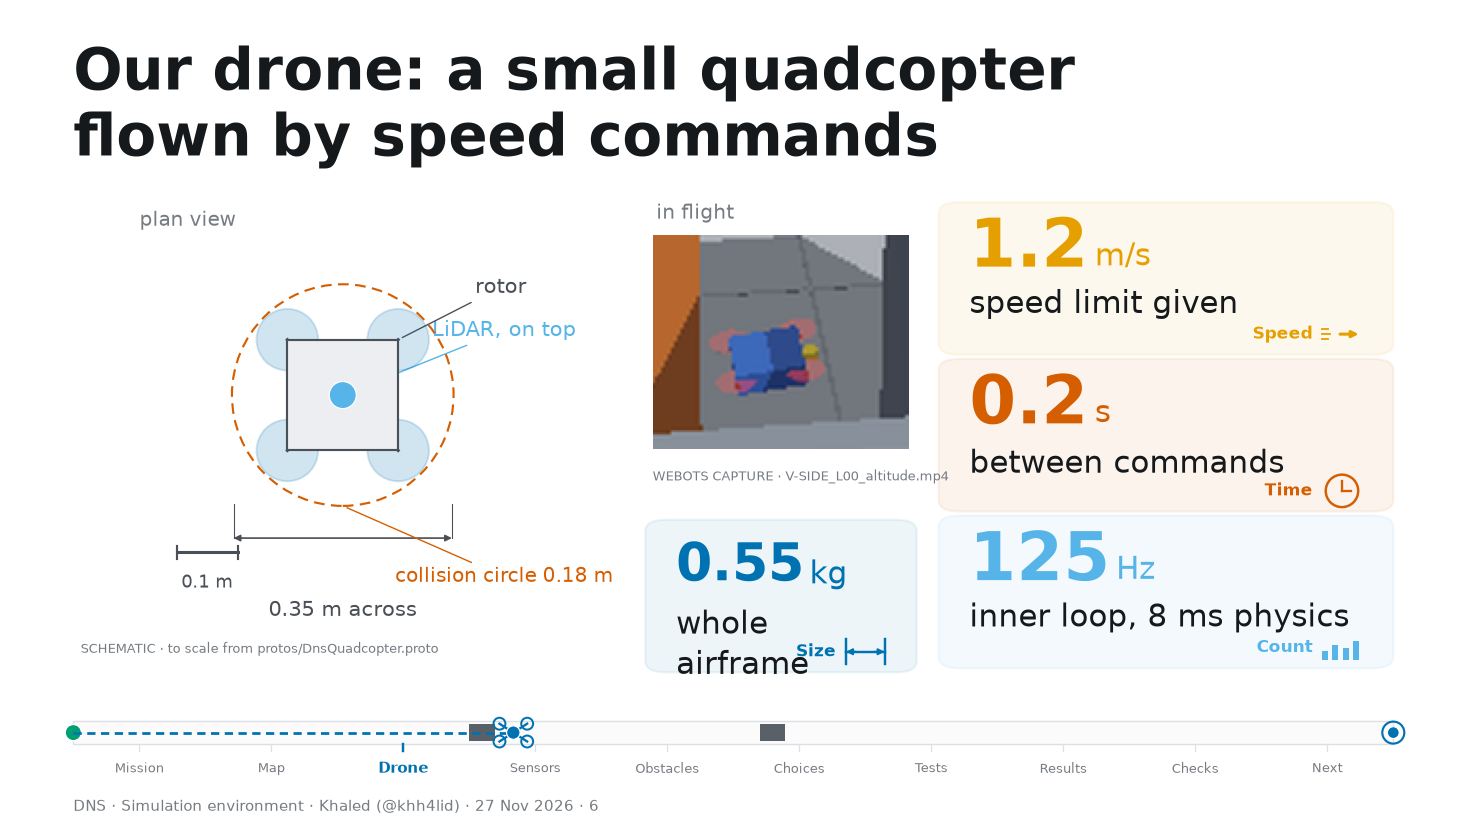 Our drone: a small quadcopter
flown by speed commands
plan view
rotor
LiDAR, on top
collision circle 0.18 m
0.1 m
0.35 m across
SCHEMATIC · to scale from protos/DnsQuadcopter.proto
in flight
WEBOTS CAPTURE · V-SIDE_L00_altitude.mp4
0.55 kg
whole
airframe
Size
1.2 m/s
speed limit given
Speed
0.2 s
between commands
Time
125 Hz
inner loop, 8 ms physics
Count
Mission Map Drone Sensors Obstacles Choices Tests Results Checks Next
DNS · Simulation environment · Khaled (@khh4lid) · 27 Nov 2026 · 6